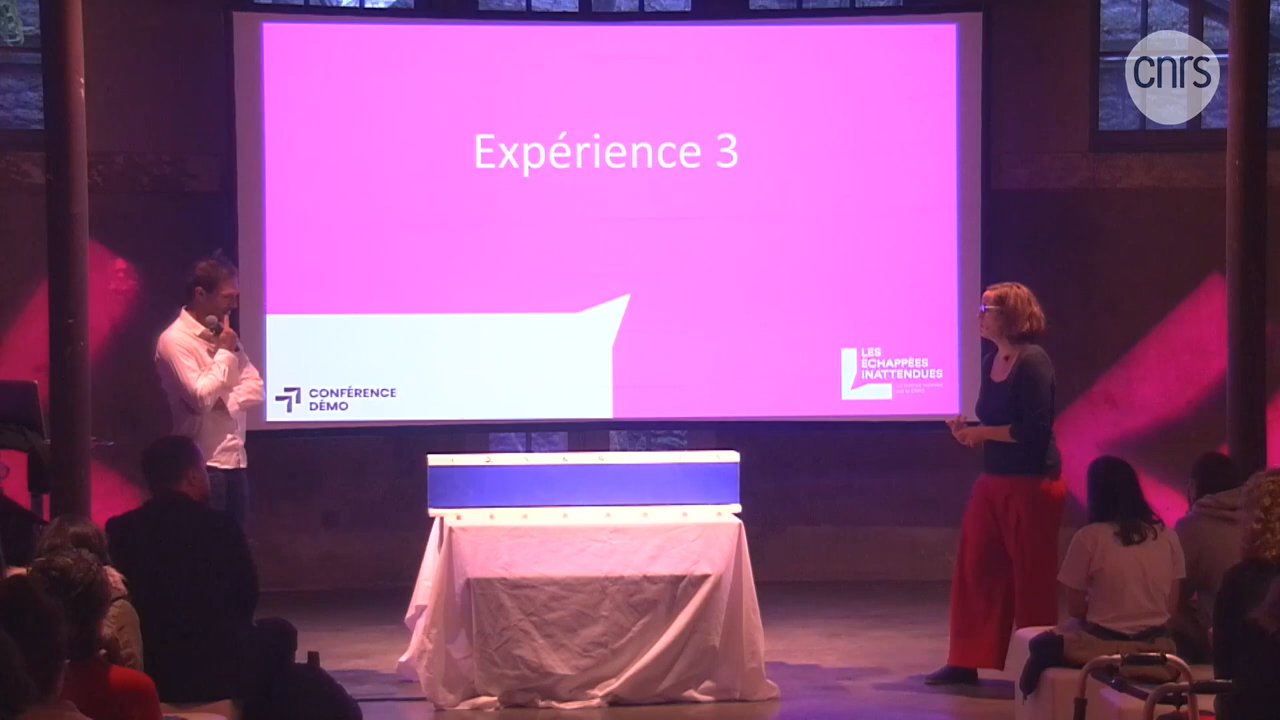 cnrs
Expérience 3
LES
ÉCHAPPÉES
INATTENDUES
CONFÉRENCE
DÉMO